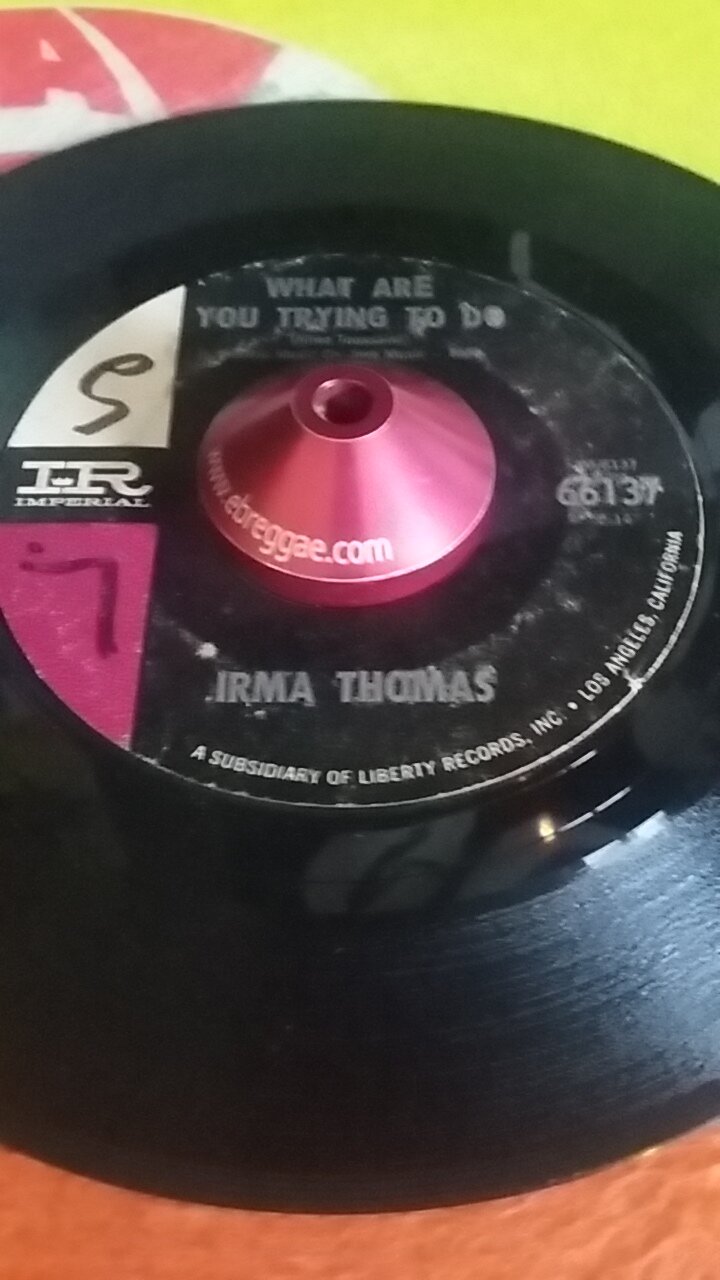 WHAT ARE
YOU TRYING TO DO
IR
IMPERIAL
www.ebreggae.com
66137
IRMA THOMAS
A SUBSIDIARY OF LIBERTY RECORDS, INC. • LOS ANGELES, CALIFORNIA